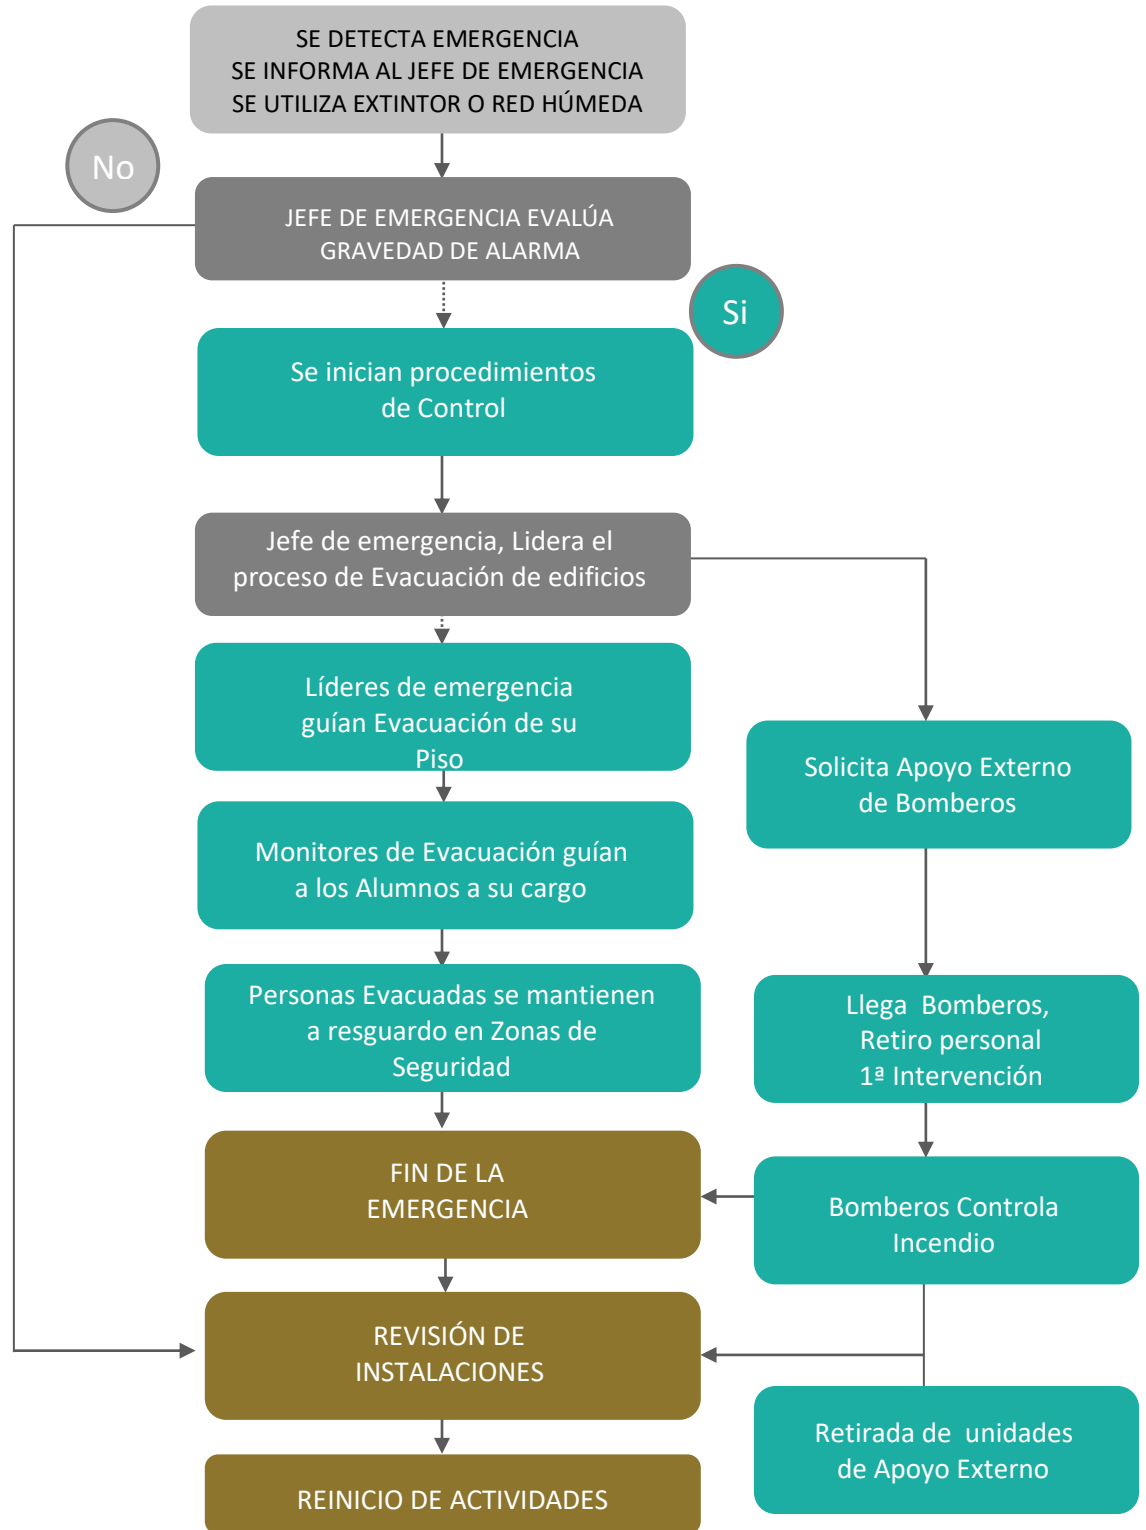 SE DETECTA EMERGENCIA
SE INFORMA AL JEFE DE EMERGENCIA
SE UTILIZA EXTINTOR O RED HÚMEDA
No
JEFE DE EMERGENCIA EVALÚA
GRAVEDAD DE ALARMA
Si
Se inician procedimientos
de Control
Jefe de emergencia, Lidera el
proceso de Evacuación de edificios
Líderes de emergencia
guían Evacuación de su
Piso
Solicita Apoyo Externo
de Bomberos
Monitores de Evacuación guían
a los Alumnos a su cargo
Personas Evacuadas se mantienen
a resguardo en Zonas de
Seguridad
Llega  Bomberos,
Retiro personal
1ª Intervención
FIN DE LA
EMERGENCIA
Bomberos Controla
Incendio
REVISIÓN DE
INSTALACIONES
Retirada de  unidades
de Apoyo Externo
REINICIO DE ACTIVIDADES